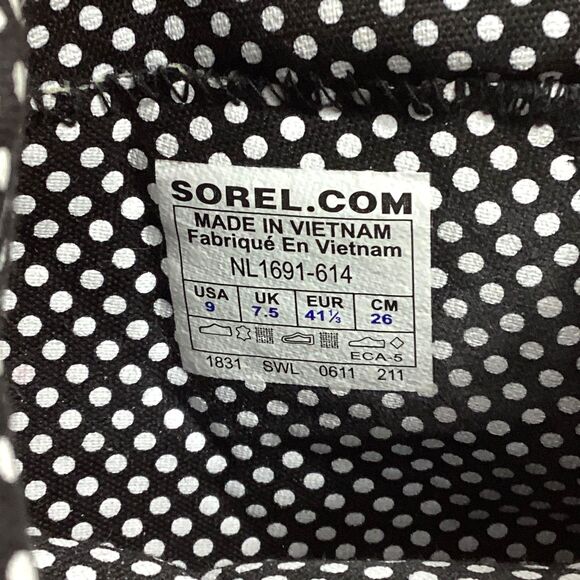 SOREL.COM
MADE IN VIETNAM
Fabriqué En Vietnam
NL1691-614
USA UK EUR CM
9 7.5 41⅓ 26
ECA-5
1831 SWL 0611 211